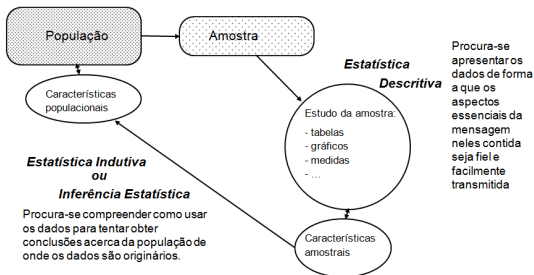 População
Amostra
Estatística
Descritiva
Procura-se
apresentar os
dados de forma
a que os
aspectos
essenciais da
mensagem
neles contida
seja fiel e
facilmente
transmitida
Características
populacionais
Estudo da amostra:
- tabelas
- gráficos
- medidas
- ...
Estatística Indutiva
ou
Inferência Estatística
Procura-se compreender como usar
os dados para tentar obter
conclusões acerca da população de
onde os dados são originários.
Características
amostrais